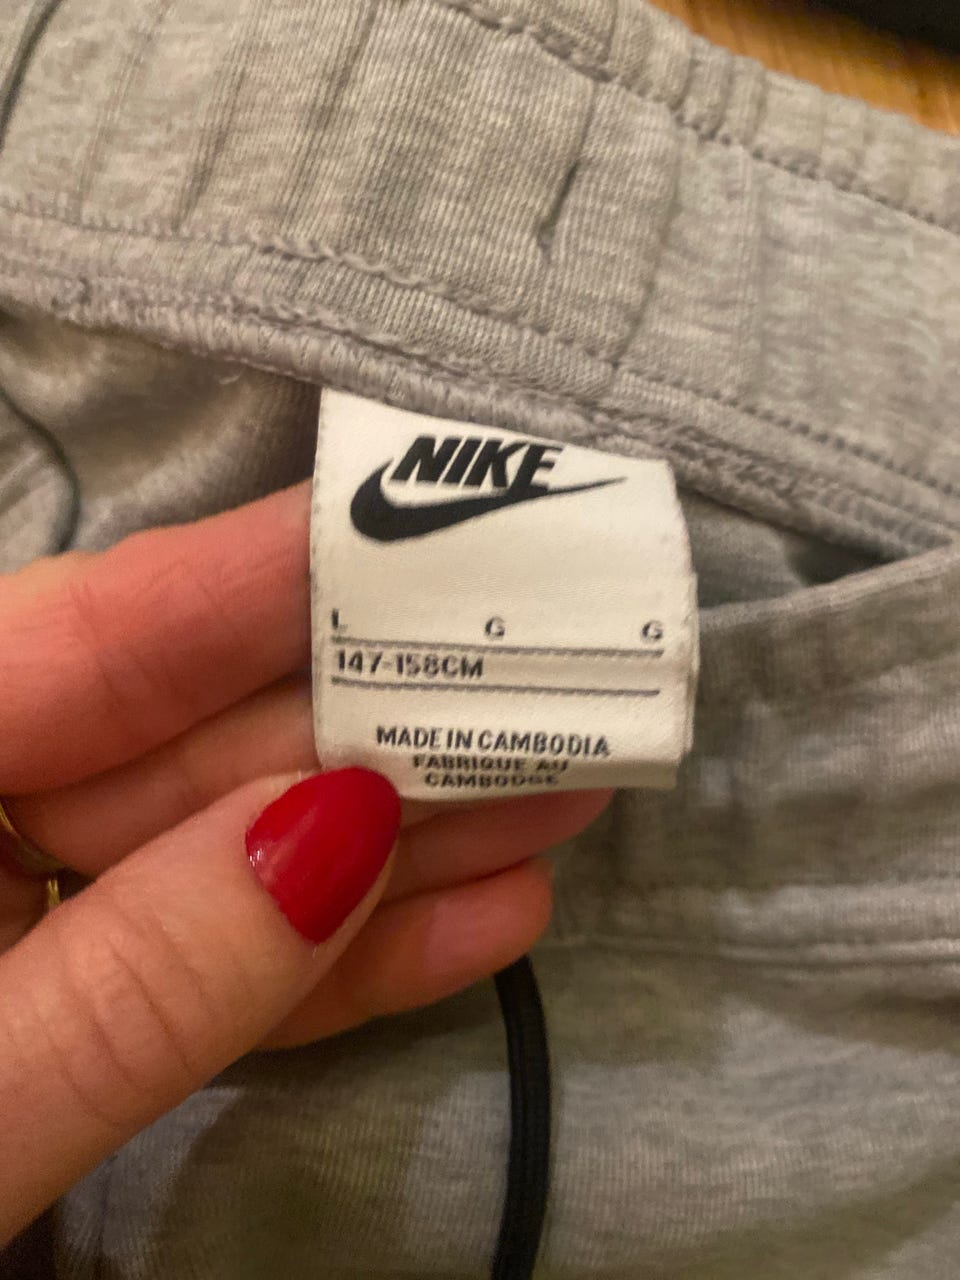 NIKE
L G G
147-158CM
MADE IN CAMBODIA
FABRIQUE AU
CAMBODGE